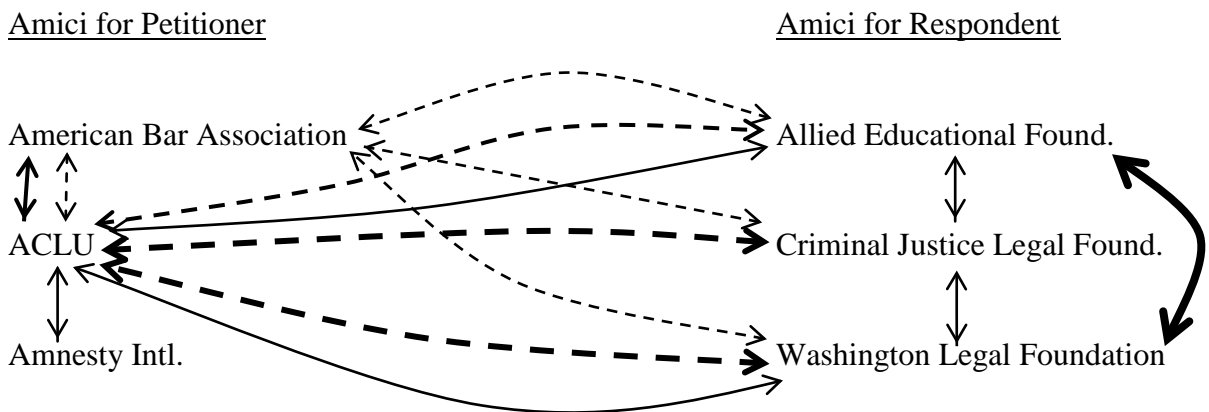 Amici for Petitioner
Amici for Respondent
American Bar Association
Allied Educational Found.
ACLU
Criminal Justice Legal Found.
Amnesty Intl.
Washington Legal Foundation